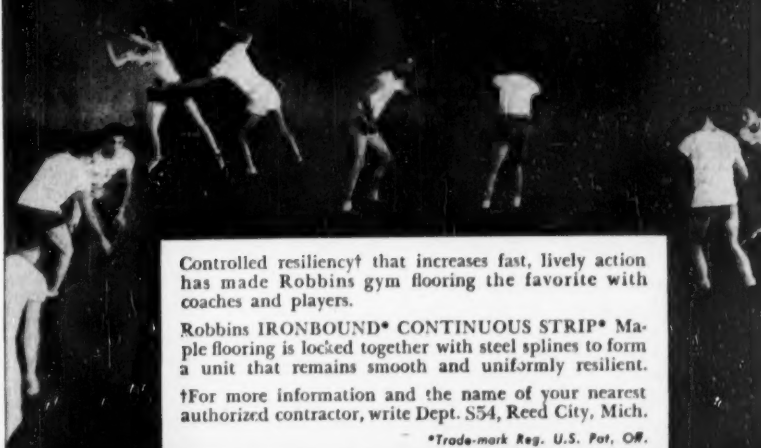 Controlled resiliency† that increases fast, lively action
has made Robbins gym flooring the favorite with
coaches and players.
Robbins IRONBOUND* CONTINUOUS STRIP* Ma-
ple flooring is locked together with steel splines to form
a unit that remains smooth and uniformly resilient.
†For more information and the name of your nearest
authorized contractor, write Dept. S54, Reed City, Mich.
*Trade-mark Reg. U.S. Pat. Off.